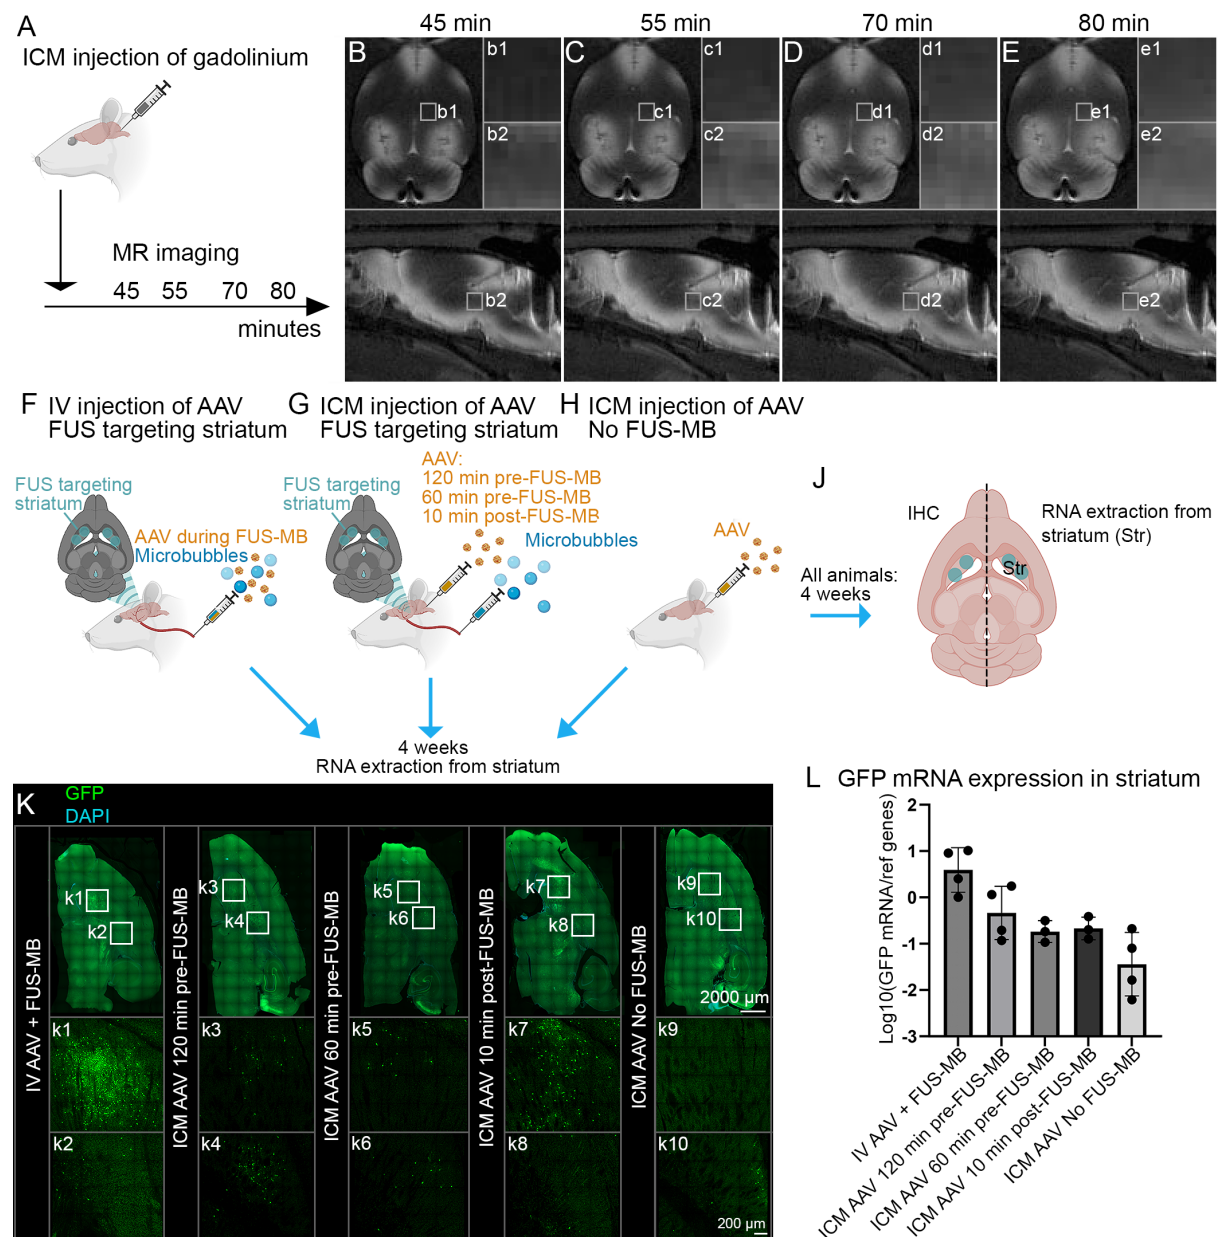 A
ICM injection of gadolinium
MR imaging
45 55 70 80
minutes
45 min
55 min
70 min
80 min
B
b1
b1
b2
b2
C
c1
c1
c2
c2
D
d1
d1
d2
d2
E
e1
e1
e2
e2
F IV injection of AAV
FUS targeting striatum
FUS targeting
striatum
AAV during FUS-MB
Microbubbles
G ICM injection of AAV
FUS targeting striatum
AAV:
120 min pre-FUS-MB
60 min pre-FUS-MB
10 min post-FUS-MB
FUS targeting
striatum
Microbubbles
H ICM injection of AAV
No FUS-MB
AAV
All animals:
4 weeks
J
IHC
RNA extraction from
striatum (Str)
Str
4 weeks
RNA extraction from striatum
K
GFP
DAPI
IV AAV + FUS-MB
k1
k2
k1
k2
ICM AAV 120 min pre-FUS-MB
k3
k4
k3
k4
ICM AAV 60 min pre-FUS-MB
k5
k6
k5
k6
ICM AAV 10 min post-FUS-MB
k7
k8
k7
k8
ICM AAV No FUS-MB
k9
k10
2000 µm
k9
k10
200 µm
L GFP mRNA expression in striatum
Log10(GFP mRNA/ref genes)
2
1
0
-1
-2
-3
IV AAV + FUS-MB
ICM AAV 120 min pre-FUS-MB
ICM AAV 60 min pre-FUS-MB
ICM AAV 10 min post-FUS-MB
ICM AAV No FUS-MB